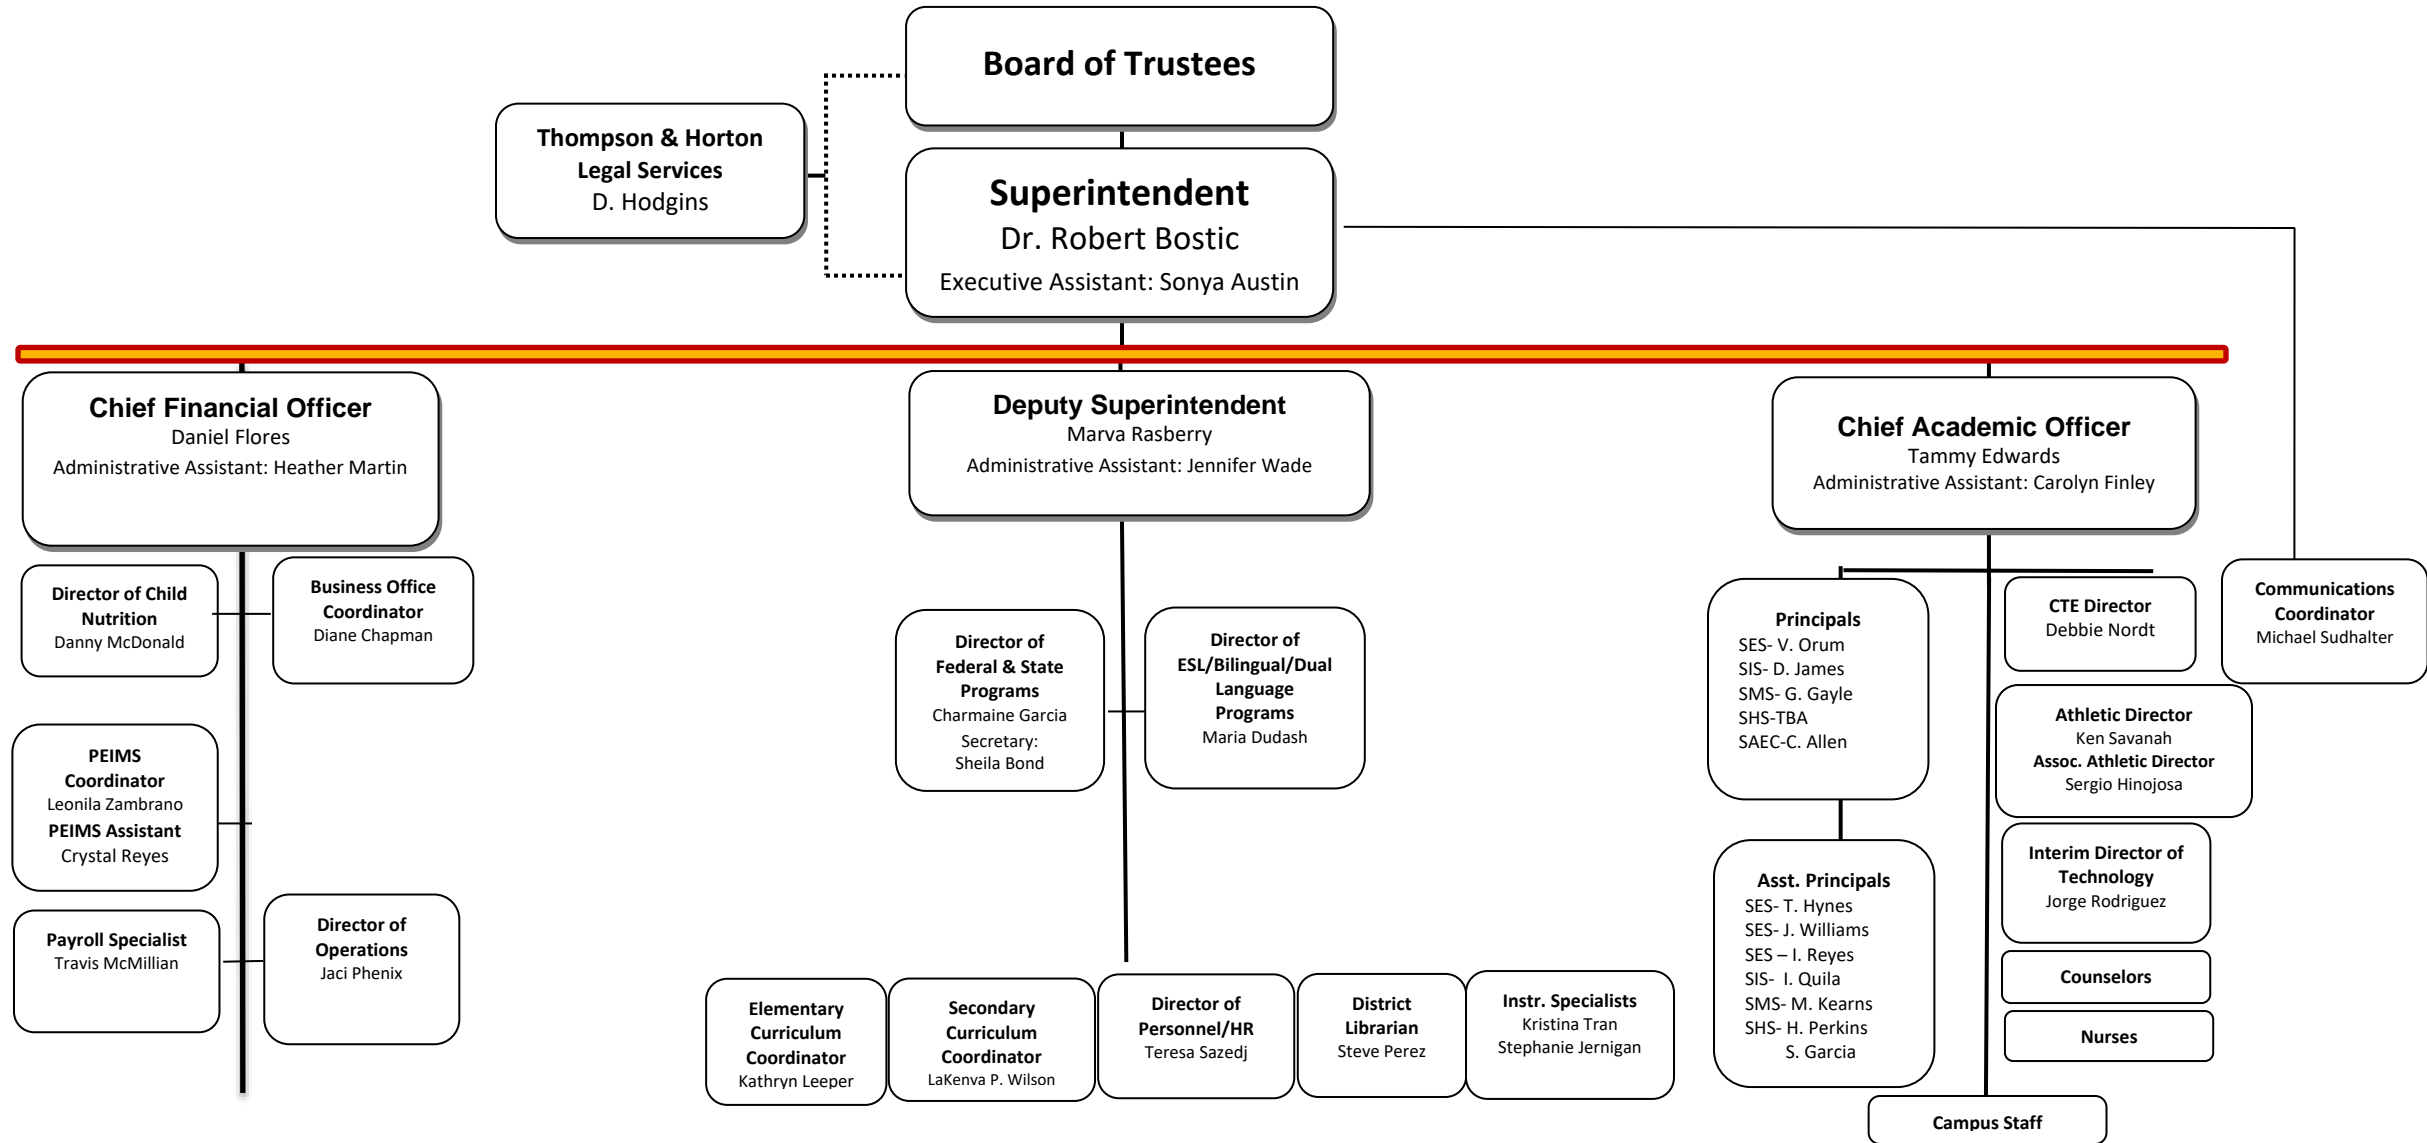 Board of Trustees
Thompson & Horton
Legal Services
D. Hodgins
Superintendent
Dr. Robert Bostic
Executive Assistant: Sonya Austin
Chief Financial Officer
Daniel Flores
Administrative Assistant: Heather Martin
Deputy Superintendent
Marva Rasberry
Administrative Assistant: Jennifer Wade
Chief Academic Officer
Tammy Edwards
Administrative Assistant: Carolyn Finley
Director of Child
Nutrition
Danny McDonald
Business Office
Coordinator
Diane Chapman
PEIMS
Coordinator
Leonila Zambrano
PEIMS Assistant
Crystal Reyes
Payroll Specialist
Travis McMillian
Director of
Operations
Jaci Phenix
Director of
Federal & State
Programs
Charmaine Garcia
Secretary:
Sheila Bond
Director of
ESL/Bilingual/Dual
Language
Programs
Maria Dudash
Elementary
Curriculum
Coordinator
Kathryn Leeper
Secondary
Curriculum
Coordinator
LaKenva P. Wilson
Director of
Personnel/HR
Teresa Sazedj
District
Librarian
Steve Perez
Instr. Specialists
Kristina Tran
Stephanie Jernigan
Principals
SES- V. Orum
SIS- D. James
SMS- G. Gayle
SHS-TBA
SAEC-C. Allen
Asst. Principals
SES- T. Hynes
SES- J. Williams
SES – I. Reyes
SIS- I. Quila
SMS- M. Kearns
SHS- H. Perkins
S. Garcia
CTE Director
Debbie Nordt
Athletic Director
Ken Savanah
Assoc. Athletic Director
Sergio Hinojosa
Interim Director of
Technology
Jorge Rodriguez
Counselors
Nurses
Campus Staff
Communications
Coordinator
Michael Sudhalter